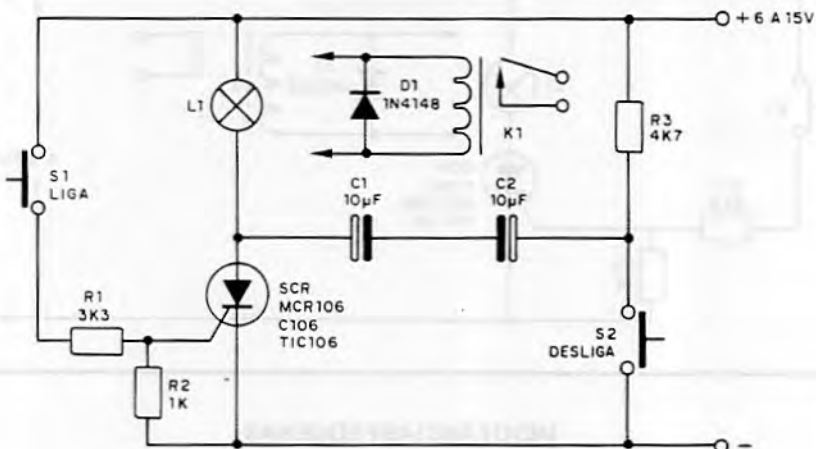 + 6 A 15V
L1
D1
1N4148
K1
R3
4K7
S1
LIGA
C1
10µF
C2
10µF
SCR
MCR106
C106
TIC106
R1
3K3
R2
1K
S2
DESLIGA
-